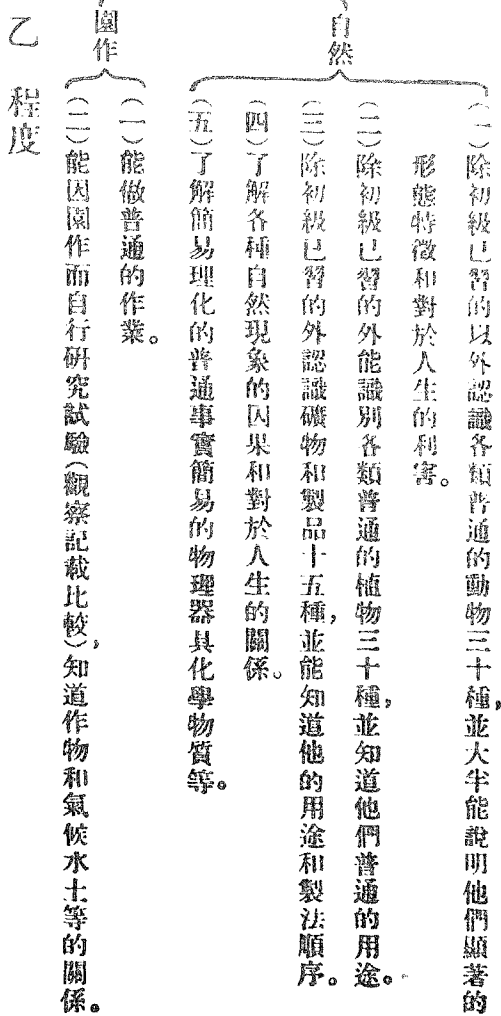 自然
(一)除初級已習的以外認識各類普通的動物三十種,並大半能說明他們顯著的
形態特徵和對於人生的利害。
(二)除初級已習的外能識別各類普通的植物三十種,並知道他們普通的用途。
(三)除初級已習的外認識礦物和製品十五種,並能知道他的用途和製法順序。
(四)了解各種自然現象的因果和對於人生的關係。
(五)了解簡易理化的普通事實簡易的物理器具化學物質等。
園作
(一)能做普通的作業。
(二)能因園作而自行研究試驗(觀察記載比較),知道作物和氣候水土等的關係。
乙 程度